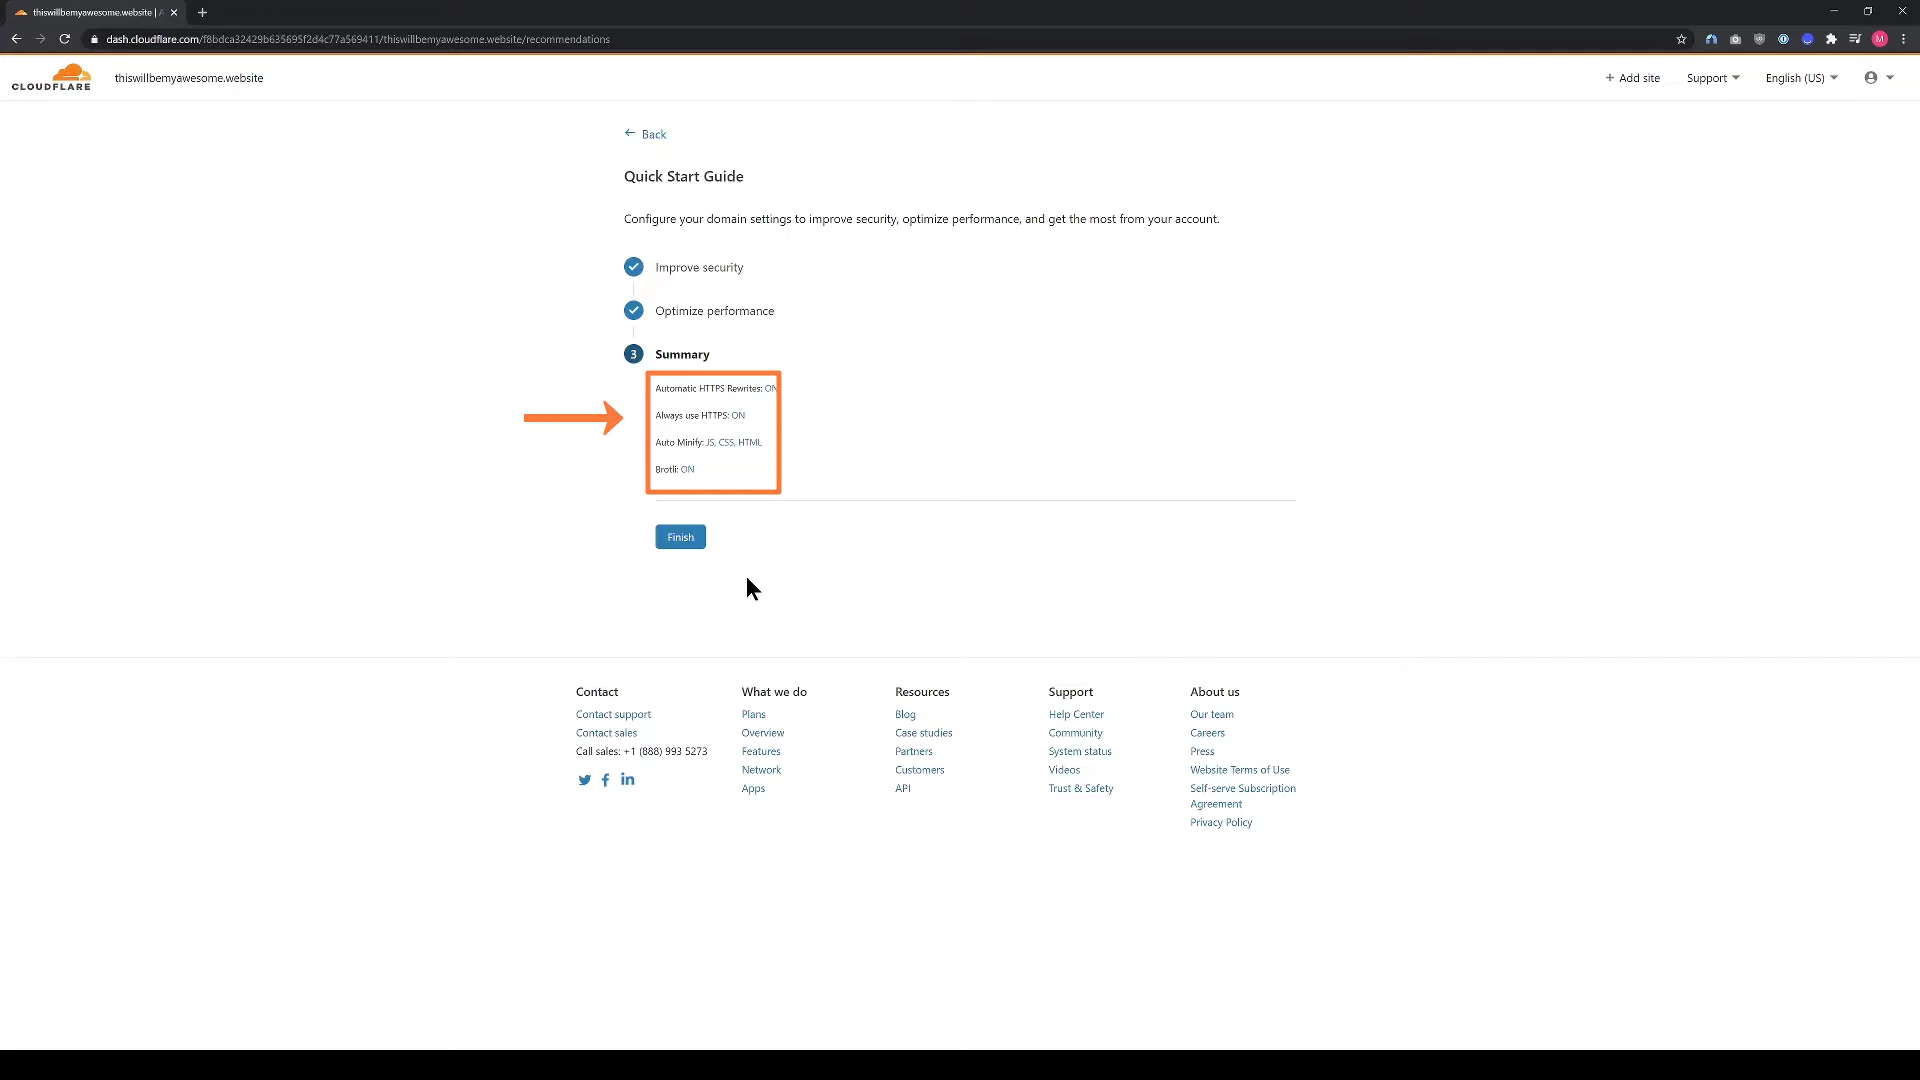 thiswillbemyawesome.website |
dash.cloudflare.com/f8bdca32429b635695f2d4c77a569411/thiswillbemyawesome.website/recommendations
M
CLOUDFLARE
thiswillbemyawesome.website
+ Add site
Support
English (US)
← Back
Quick Start Guide
Configure your domain settings to improve security, optimize performance, and get the most from your account.
Improve security
Optimize performance
3 Summary
Automatic HTTPS Rewrites: ON
Always use HTTPS: ON
Auto Minify: JS, CSS, HTML
Brotli: ON
Finish
Contact
Contact support
Contact sales
Call sales: +1 (888) 993 5273
What we do
Plans
Overview
Features
Network
Apps
Resources
Blog
Case studies
Partners
Customers
API
Support
Help Center
Community
System status
Videos
Trust & Safety
About us
Our team
Careers
Press
Website Terms of Use
Self-serve Subscription
Agreement
Privacy Policy